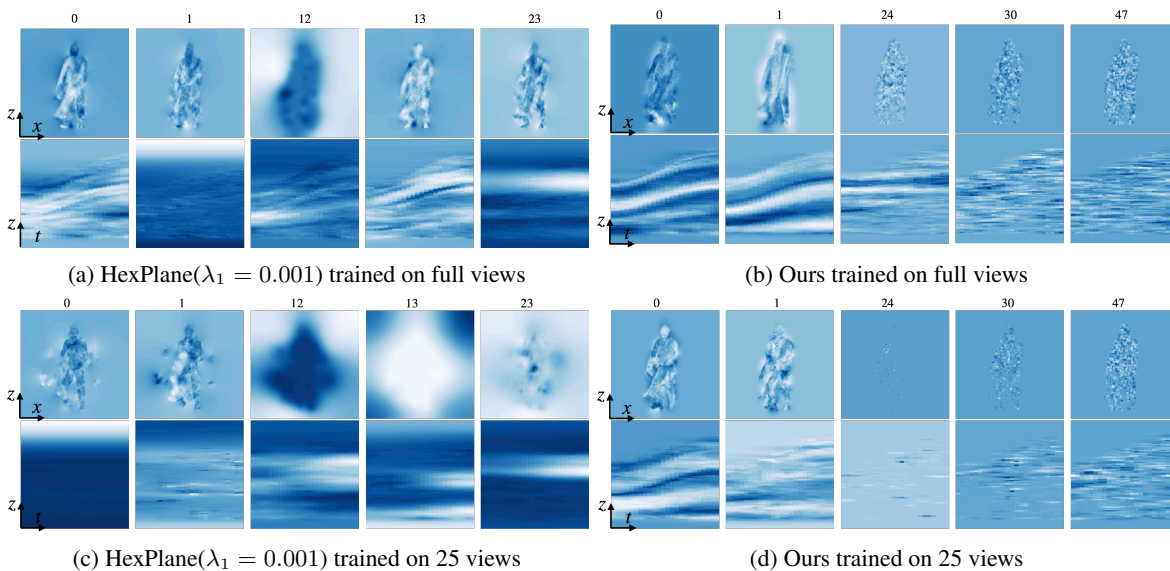 0 1 12 13 23
z
x
z
t
(a) HexPlane(λ₁ = 0.001) trained on full views
0 1 24 30 47
z
x
z
t
(b) Ours trained on full views
0 1 12 13 23
z
x
z
t
(c) HexPlane(λ₁ = 0.001) trained on 25 views
0 1 24 30 47
z
x
z
t
(d) Ours trained on 25 views